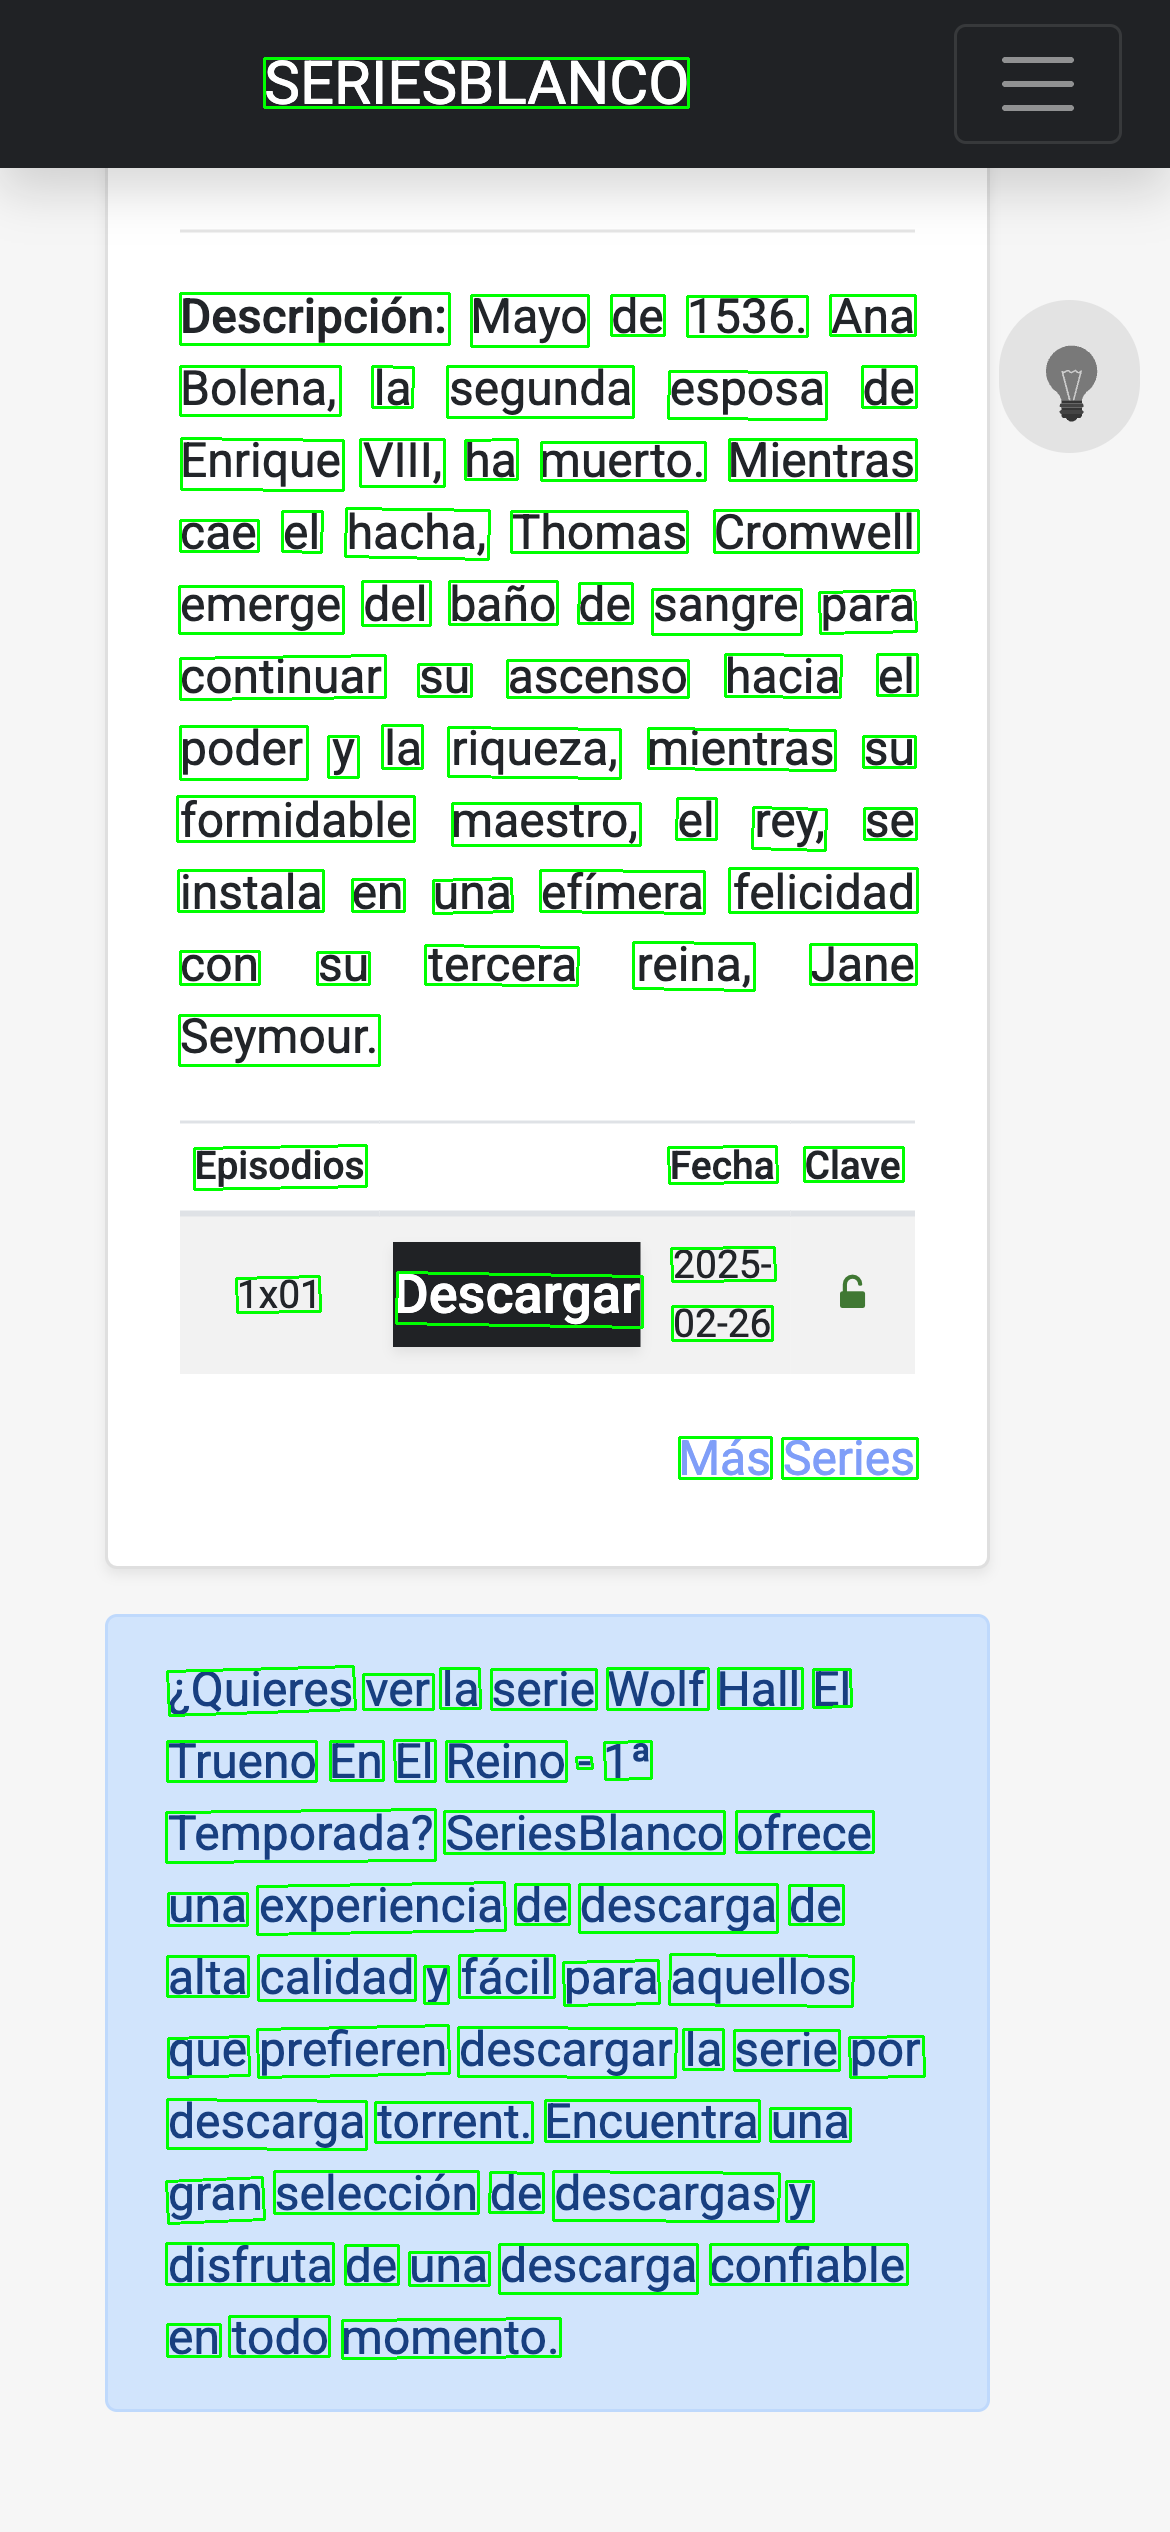 SERIESBLANCO
Descripción: Mayo de 1536. Ana
Bolena, la segunda esposa de
Enrique VIII, ha muerto. Mientras
cae el hacha, Thomas Cromwell
emerge del baño de sangre para
continuar su ascenso hacia el
poder y la riqueza, mientras su
formidable maestro, el rey, se
instala en una efímera felicidad
con su tercera reina, Jane
Seymour.
Episodios Fecha Clave
1x01 Descargar 2025-
02-26
Más Series
¿Quieres ver la serie Wolf Hall El
Trueno En El Reino - 1ª
Temporada? SeriesBlanco ofrece
una experiencia de descarga de
alta calidad y fácil para aquellos
que prefieren descargar la serie por
descarga torrent. Encuentra una
gran selección de descargas y
disfruta de una descarga confiable
en todo momento.